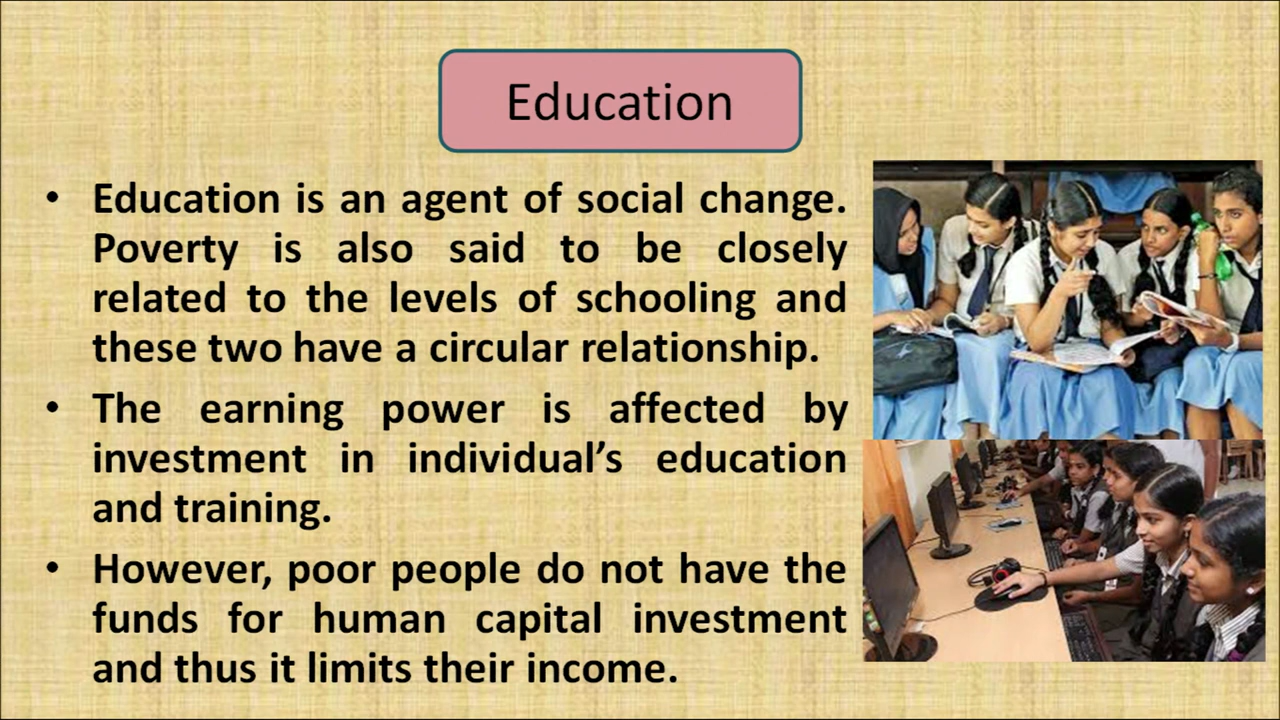 Education
• Education is an agent of social change.
Poverty is also said to be closely
related to the levels of schooling and
these two have a circular relationship.
• The earning power is affected by
investment in individual’s education
and training.
• However, poor people do not have the
funds for human capital investment
and thus it limits their income.